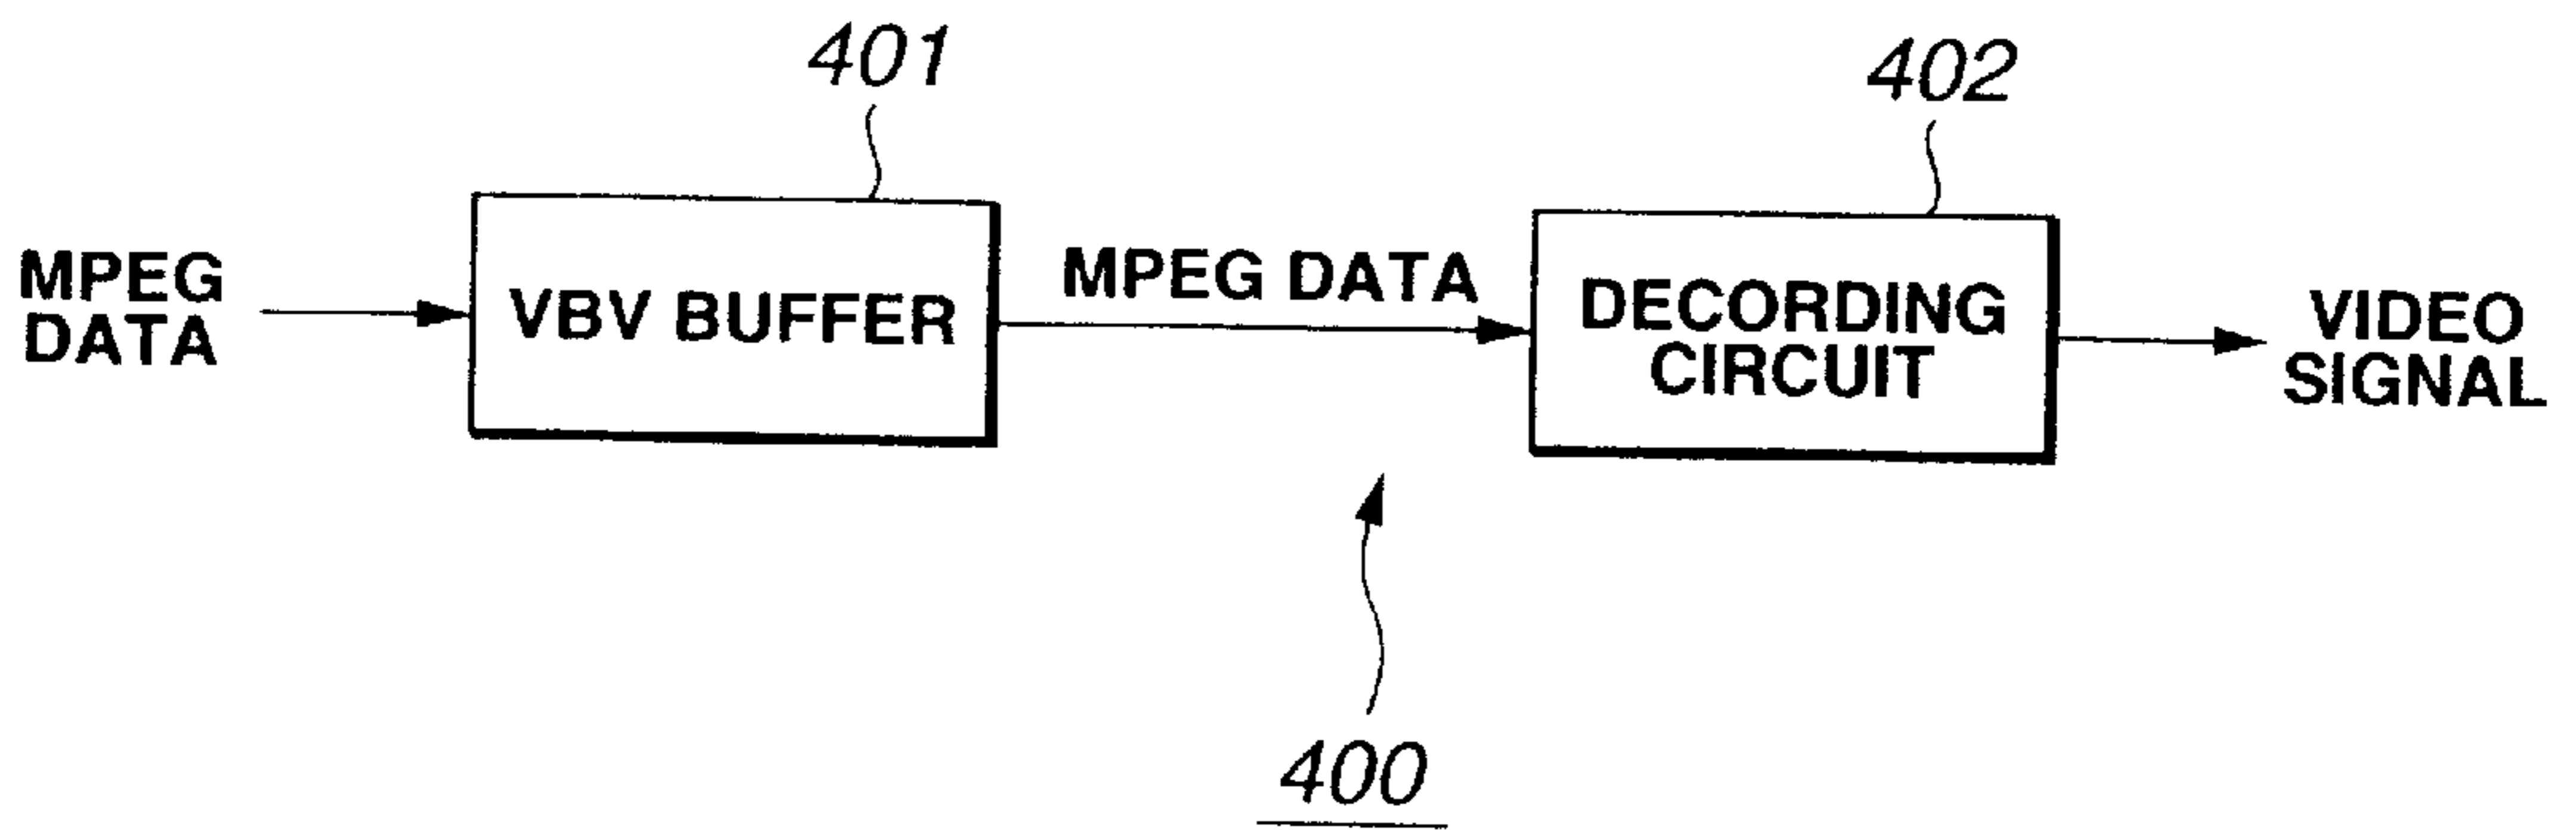 401
402
MPEG
DATA
VBV BUFFER
MPEG DATA
DECORDING
CIRCUIT
VIDEO
SIGNAL
400